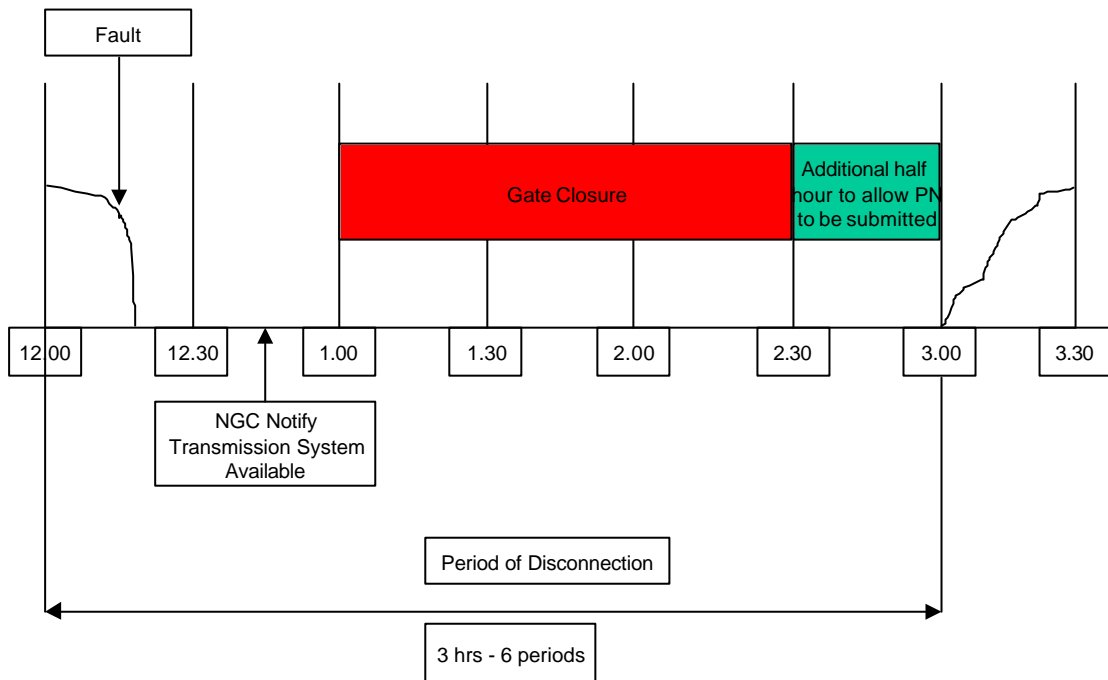 Fault
Gate Closure
Additional half
hour to allow PN
to be submitted
12.00
12.30
1.00
1.30
2.00
2.30
3.00
3.30
NGC Notify
Transmission System
Available
Period of Disconnection
3 hrs - 6 periods